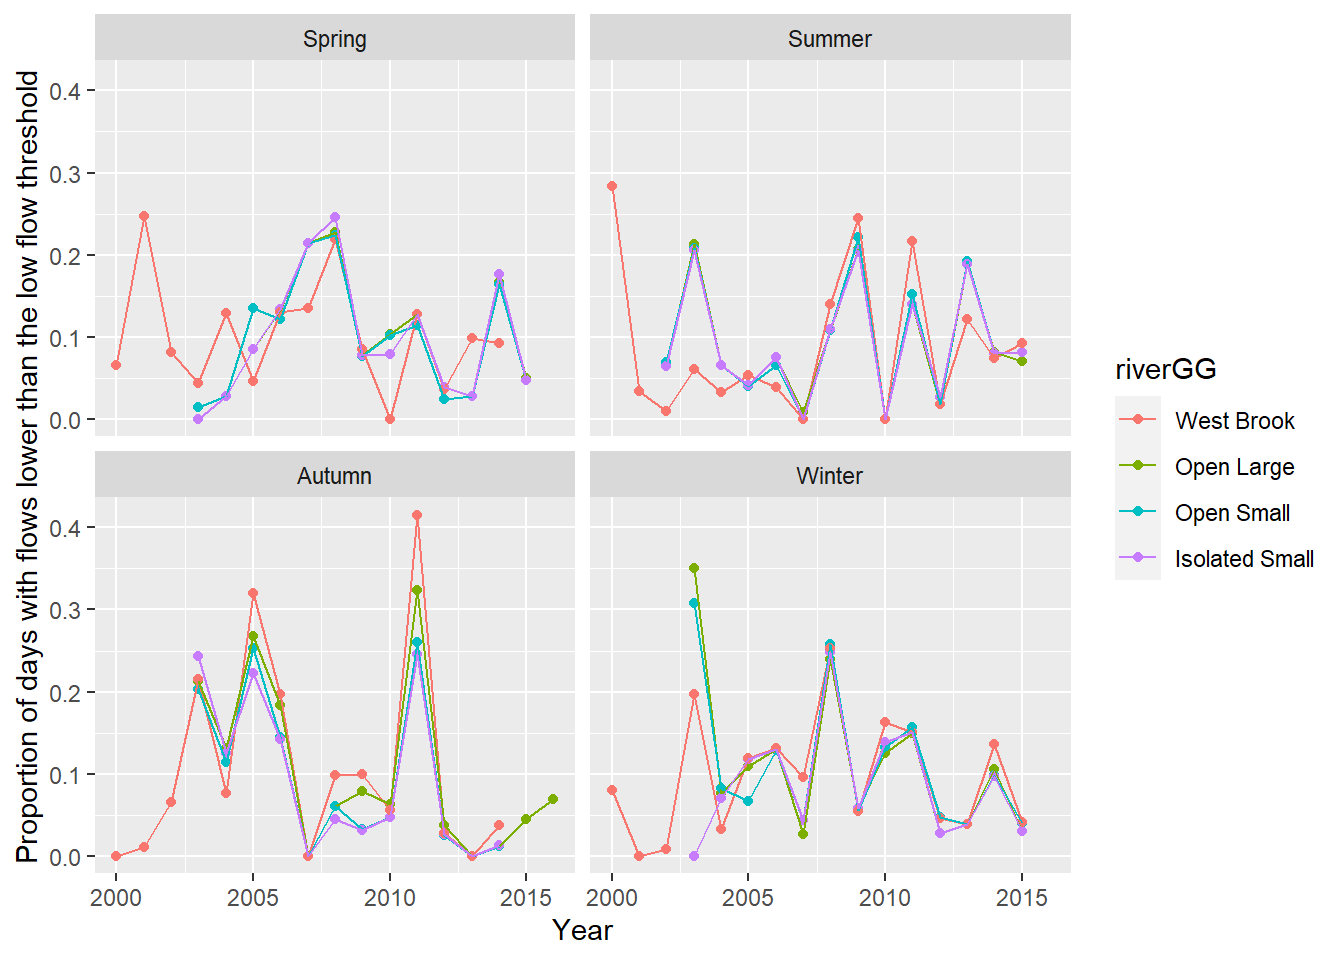 Spring
Summer
0.4
0.3
0.2
0.1
0.0
Autumn
Winter
0.4
0.3
0.2
0.1
0.0
2000
2005
2010
2015
2000
2005
2010
2015
Year
Proportion of days with flows lower than the low flow threshold
riverGG
West Brook
Open Large
Open Small
Isolated Small